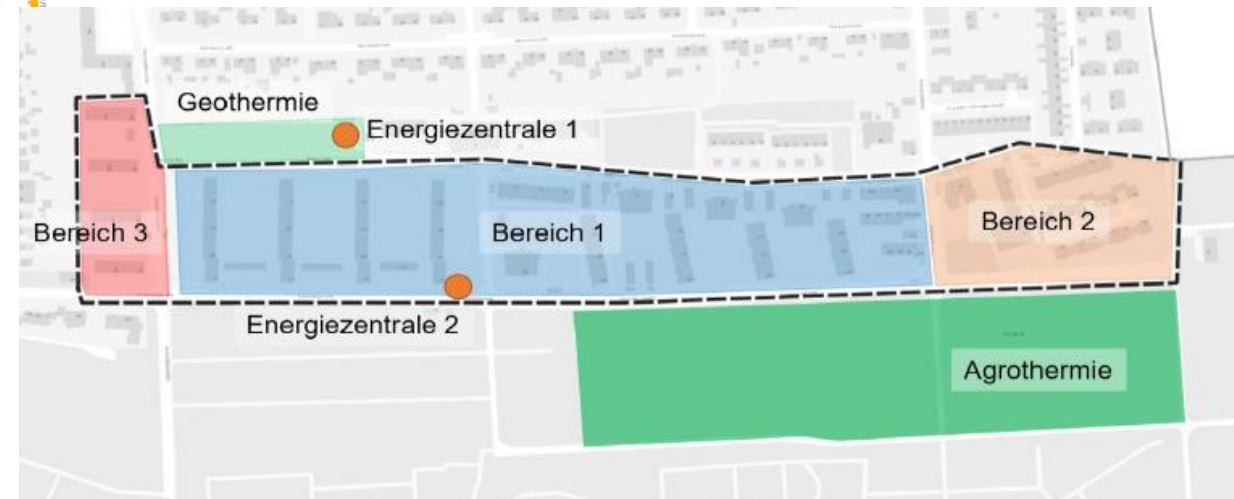 Geothermie
Energiezentrale 1
Bereich 3
Bereich 1
Bereich 2
Energiezentrale 2
Agrothermie